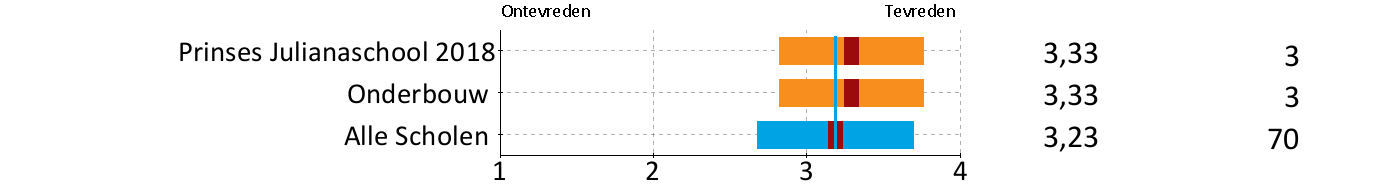 Ontevreden Tevreden
Prinses Julianaschool 2018 3,33 3
Onderbouw 3,33 3
Alle Scholen 3,23 70
1 2 3 4